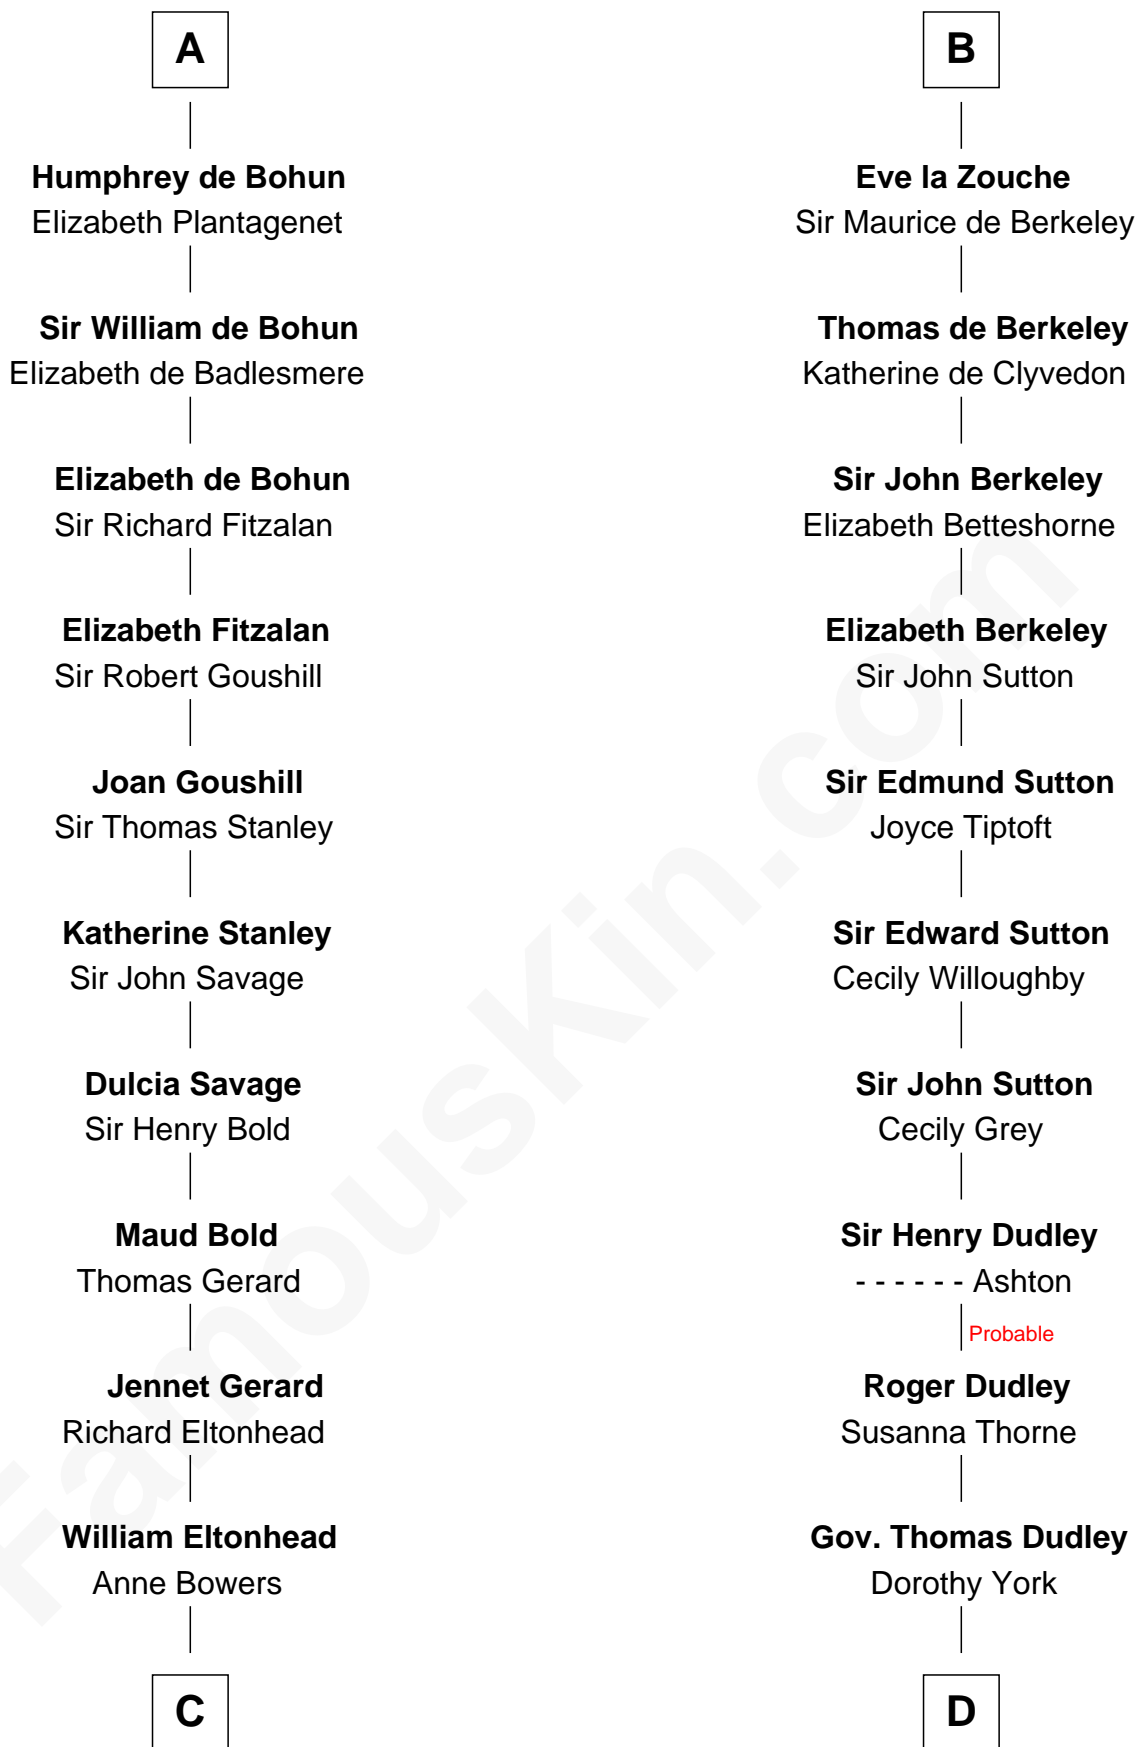 A
Humphrey de Bohun
Elizabeth Plantagenet
Sir William de Bohun
Elizabeth de Badlesmere
Elizabeth de Bohun
Sir Richard Fitzalan
Elizabeth Fitzalan
Sir Robert Goushill
Joan Goushill
Sir Thomas Stanley
Katherine Stanley
Sir John Savage
Dulcia Savage
Sir Henry Bold
Maud Bold
Thomas Gerard
Jennet Gerard
Richard Eltonhead
William Eltonhead
Anne Bowers
C
B
Eve la Zouche
Sir Maurice de Berkeley
Thomas de Berkeley
Katherine de Clyvedon
Sir John Berkeley
Elizabeth Betteshorne
Elizabeth Berkeley
Sir John Sutton
Sir Edmund Sutton
Joyce Tiptoft
Sir Edward Sutton
Cecily Willoughby
Sir John Sutton
Cecily Grey
Sir Henry Dudley
- - - - - - Ashton
Probable
Roger Dudley
Susanna Thorne
Gov. Thomas Dudley
Dorothy York
D
FamousKin.com